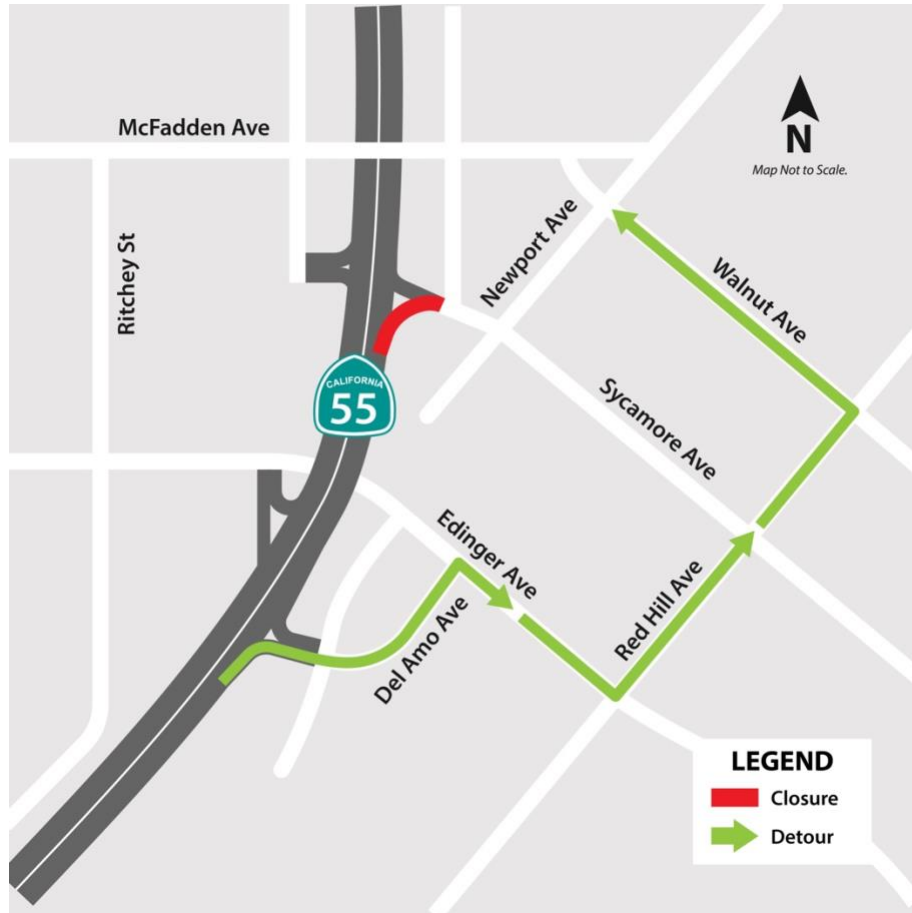 McFadden Ave
N
Map Not to Scale.
Ritchey St
Newport Ave
Walnut Ave
CALIFORNIA
55
Sycamore Ave
Edinger Ave
Red Hill Ave
Del Amo Ave
LEGEND
Closure
Detour